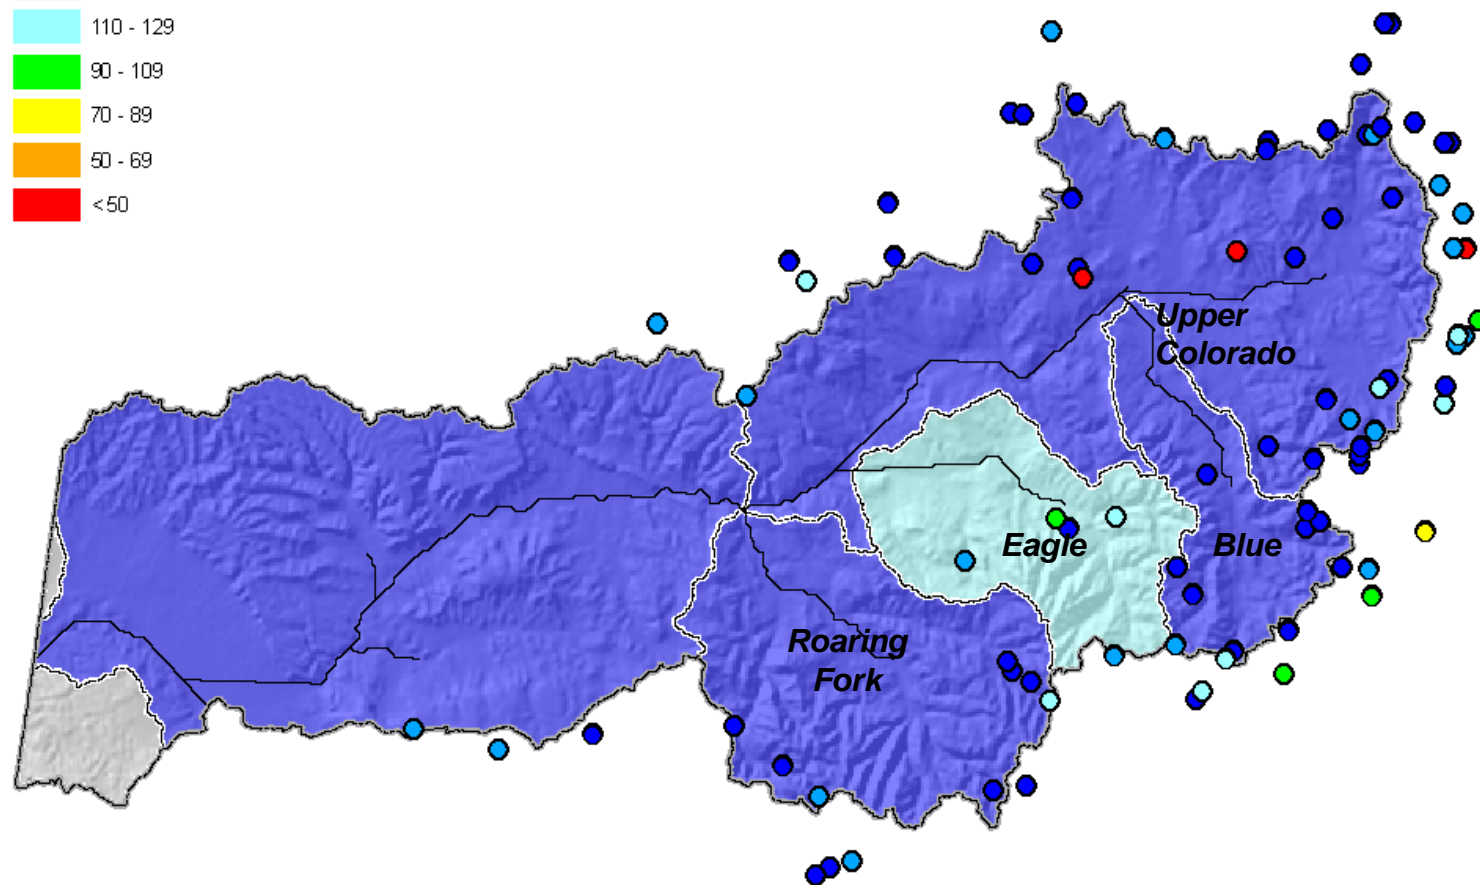 110 - 129
90 - 109
70 - 89
50 - 69
<50
Upper
Colorado
Eagle
Blue
Roaring
Fork